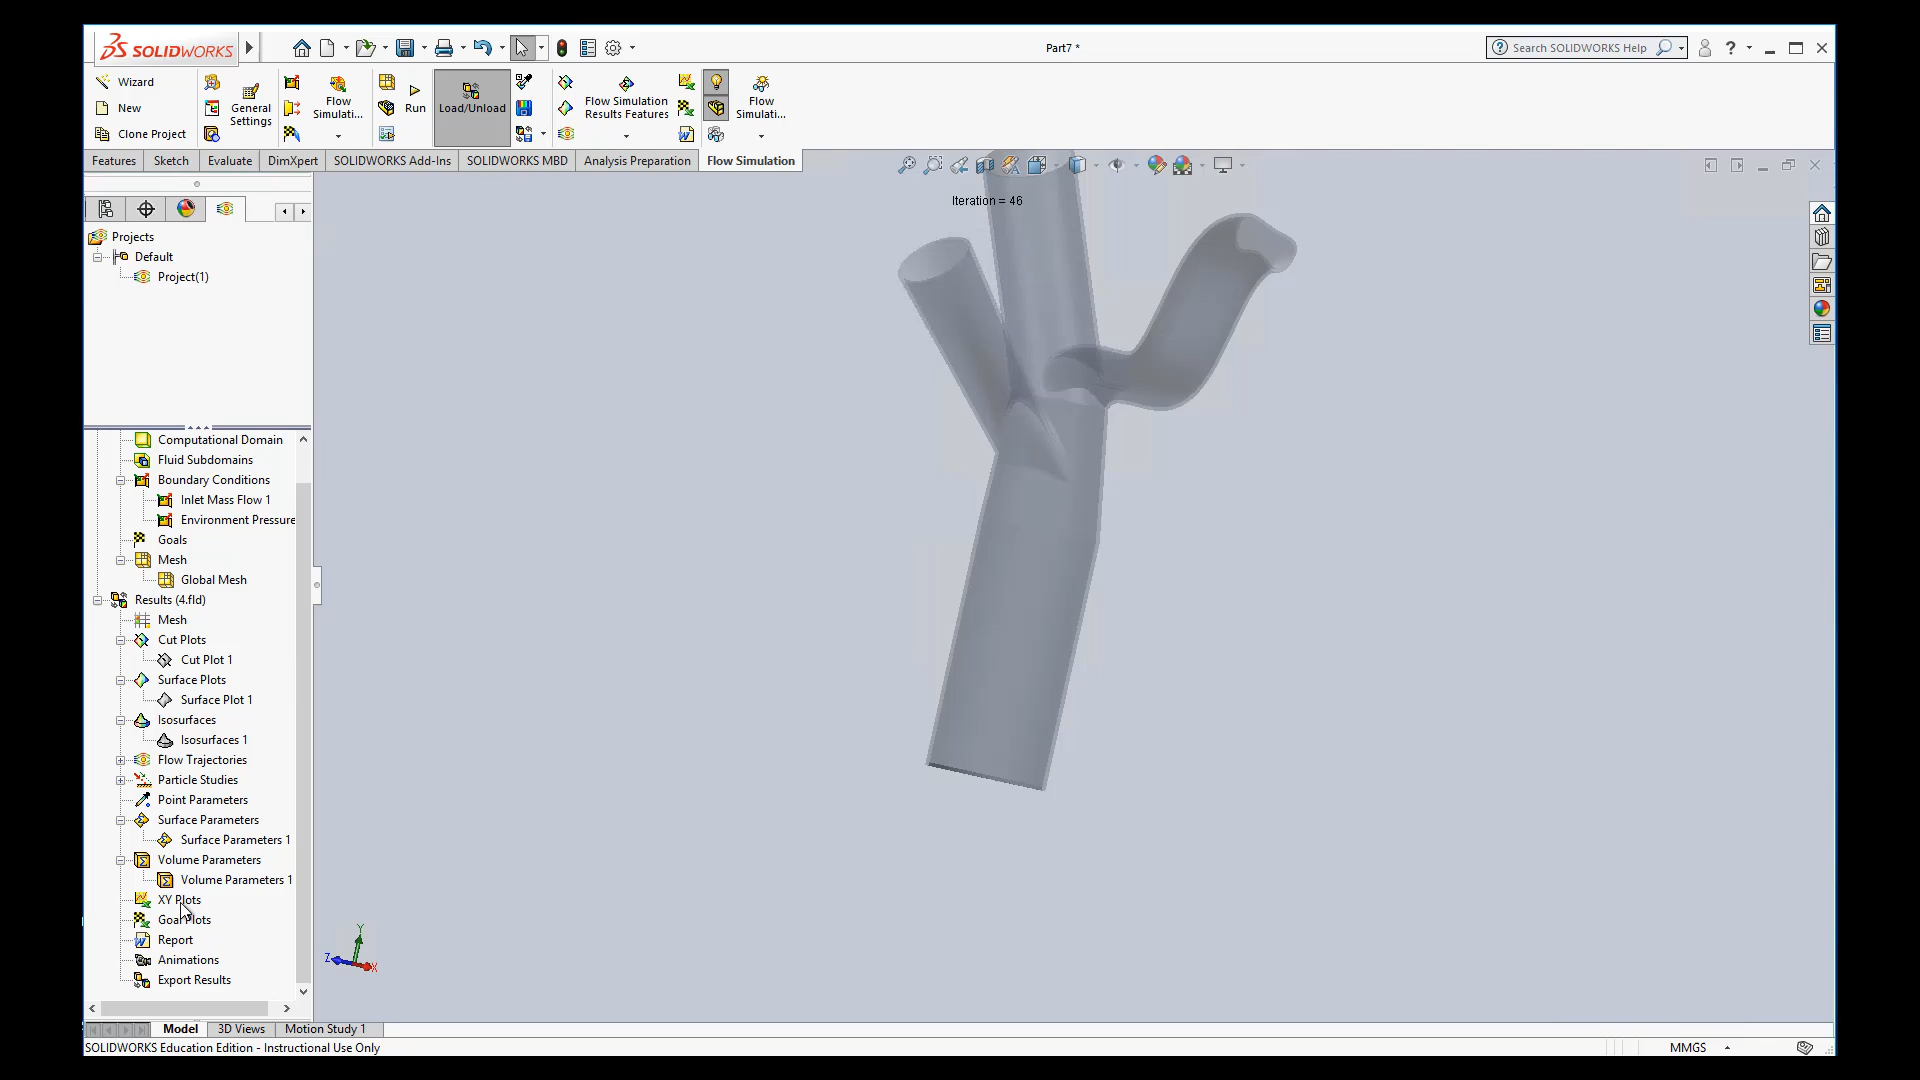 SOLIDWORKS
Part7 *
Search SOLIDWORKS Help
Wizard
New
Clone Project
General
Settings
Flow
Simulati...
Run
Load/Unload
Flow Simulation
Results Features
Flow
Simulati...
Features
Sketch
Evaluate
DimXpert
SOLIDWORKS Add-Ins
SOLIDWORKS MBD
Analysis Preparation
Flow Simulation
Iteration = 46
Projects
Default
Project(1)
Computational Domain
Fluid Subdomains
Boundary Conditions
Inlet Mass Flow 1
Environment Pressure
Goals
Mesh
Global Mesh
Results (4.fld)
Mesh
Cut Plots
Cut Plot 1
Surface Plots
Surface Plot 1
Isosurfaces
Isosurfaces 1
Flow Trajectories
Particle Studies
Point Parameters
Surface Parameters
Surface Parameters 1
Volume Parameters
Volume Parameters 1
XY Plots
Goal Plots
Report
Animations
Export Results
Y
Z
X
Model
3D Views
Motion Study 1
SOLIDWORKS Education Edition - Instructional Use Only
MMGS